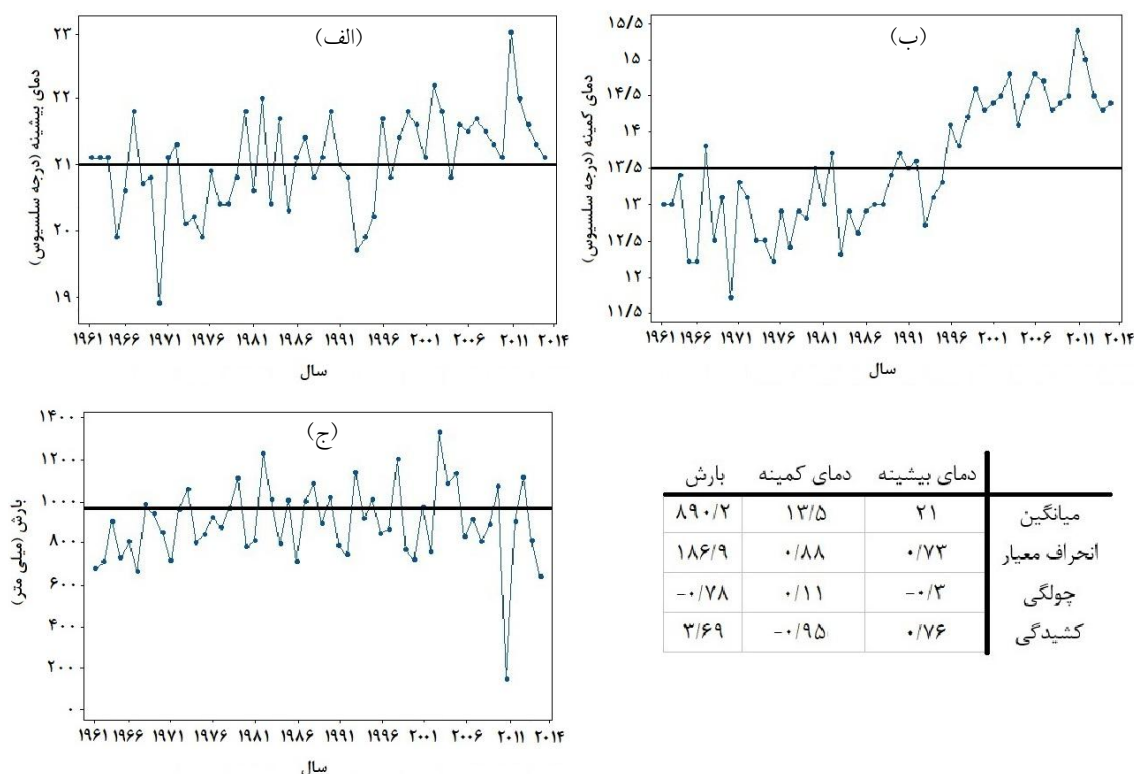 (الف)
دمای بیشینه (درجه سلسیوس)
۲۳
۲۲
۲۱
۲۰
۱۹
۱۹۶۱ ۱۹۶۶ ۱۹۷۱ ۱۹۷۶ ۱۹۸۱ ۱۹۸۶ ۱۹۹۱ ۱۹۹۶ ۲۰۰۱ ۲۰۰۶ ۲۰۱۱ ۲۰۱۴
سال
(ب)
دمای کمینه (درجه سلسیوس)
۱۵/۵
۱۵
۱۴/۵
۱۴
۱۳/۵
۱۳
۱۲/۵
۱۲
۱۱/۵
۱۹۶۱ ۱۹۶۶ ۱۹۷۱ ۱۹۸۱ ۱۹۸۶ ۱۹۹۱ ۱۹۹۶ ۲۰۰۱ ۲۰۰۶ ۲۰۱۱ ۲۰۱۴
سال
(ج)
بارش (میلی متر)
۱۴۰۰
۱۲۰۰
۱۰۰۰
۸۰۰
۶۰۰
۴۰۰
۲۰۰
۰
۱۹۶۱ ۱۹۶۶ ۱۹۷۱ ۱۹۷۶ ۱۹۸۱ ۱۹۸۶ ۱۹۹۱ ۱۹۹۶ ۲۰۰۱ ۲۰۰۶ ۲۰۱۱ ۲۰۱۴
سال
دمای بیشینه دمای کمینه بارش
میانگین ۲۱ ۱۳/۵ ۸۹۰/۲
انحراف معیار ۰/۷۳ ۰/۸۸ ۱۸۶/۹
چولگی -۰/۳ ۰/۱۱ -۰/۷۸
کشیدگی ۰/۷۶ -۰/۹۵ ۳/۶۹